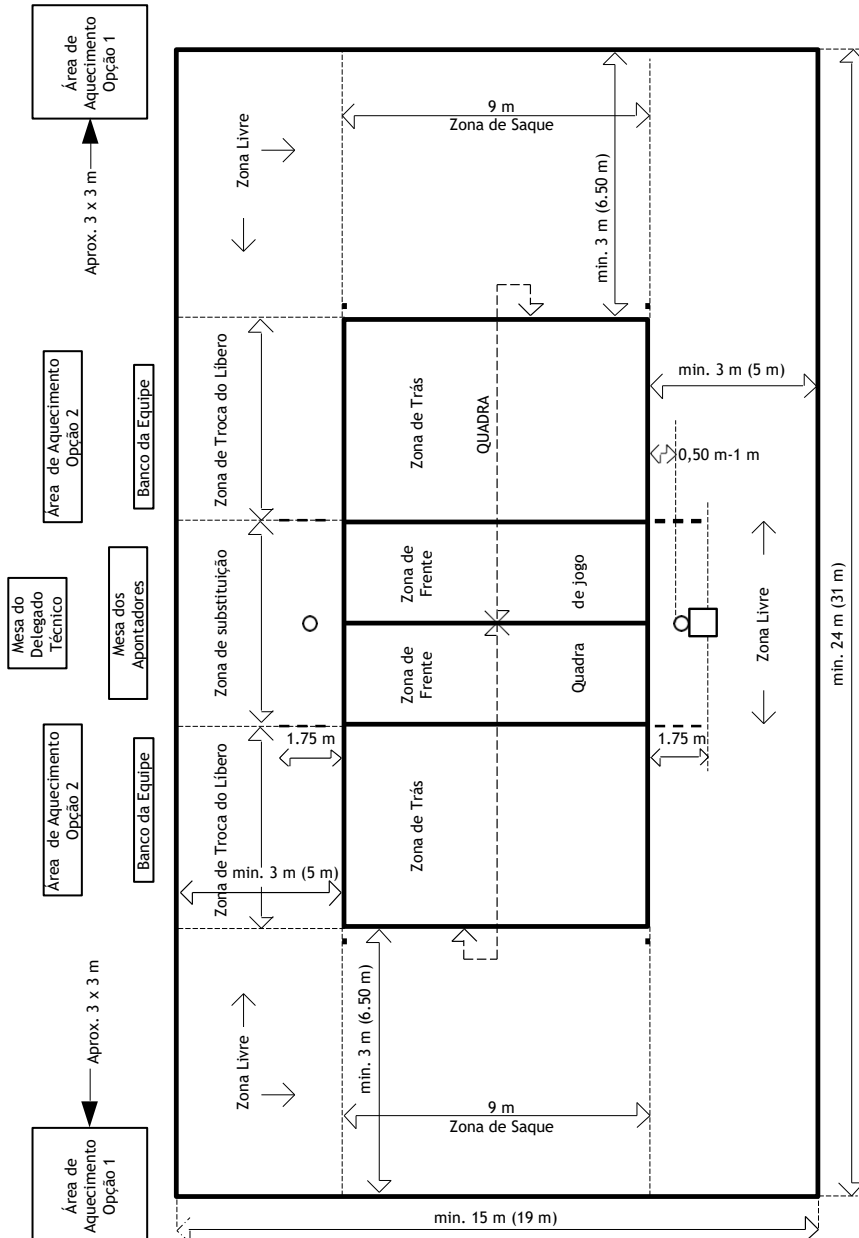 Área de
Aquecimento
Opção 1
Aprox. 3 x 3 m
Área de Aquecimento
Opção 2
Banco da Equipe
Mesa do
Delegado
Técnico
Mesa dos
Apontadores
Área de Aquecimento
Opção 2
Banco da Equipe
Aprox. 3 x 3 m
Área de
Aquecimento
Opção 1
Zona Livre
9 m
Zona de Saque
min. 3 m (6.50 m)
Zona de Troca do Líbero
Zona de Trás
QUADRA
min. 3 m (5 m)
0,50 m-1 m
Zona de substituição
Zona de
Frente
de jogo
Zona de
Frente
Quadra
Zona Livre
min. 24 m (31 m)
1.75 m
1.75 m
Zona de Troca do Líbero
Zona de Trás
min. 3 m (5 m)
Zona Livre
min. 3 m (6.50 m)
9 m
Zona de Saque
min. 15 m (19 m)